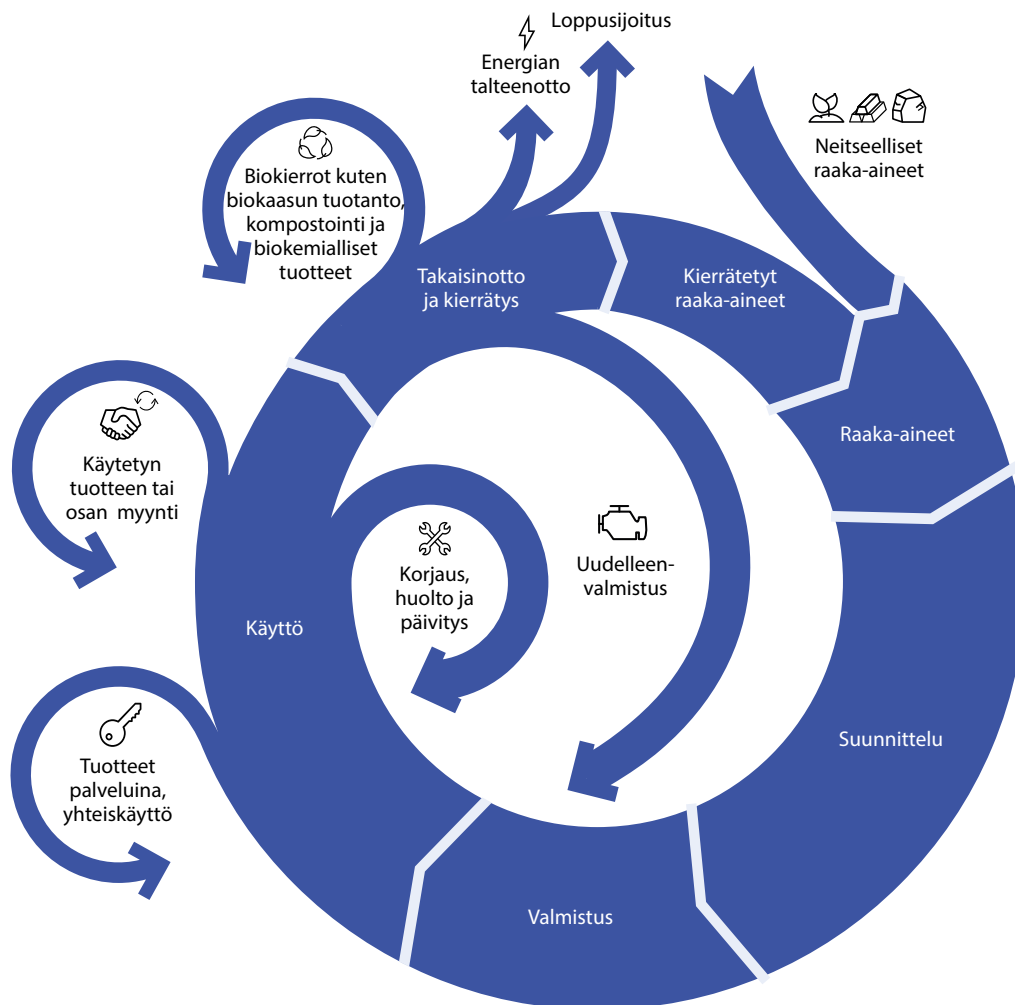 Loppusijoitus
Energian
talteenotto
Neitseelliset
raaka-aineet
Biokierrot kuten
biokaasun tuotanto,
kompostointi ja
biokemialliset
tuotteet
Takaisinotto
ja kierrätys
Kierrätetyt
raaka-aineet
Raaka-aineet
Käytetyn
tuotteen tai
osan myynti
Korjaus,
huolto ja
päivitys
Uudelleen-
valmistus
Käyttö
Suunnittelu
Tuotteet
palveluina,
yhteiskäyttö
Valmistus